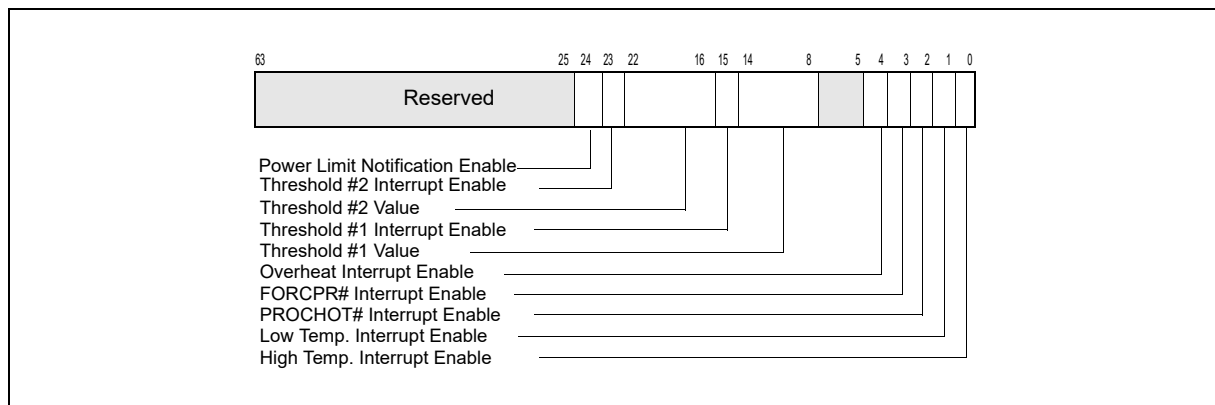 63 25 24 23 22 16 15 14 8 5 4 3 2 1 0
Reserved
Power Limit Notification Enable
Threshold #2 Interrupt Enable
Threshold #2 Value
Threshold #1 Interrupt Enable
Threshold #1 Value
Overheat Interrupt Enable
FORCPR# Interrupt Enable
PROCHOT# Interrupt Enable
Low Temp. Interrupt Enable
High Temp. Interrupt Enable